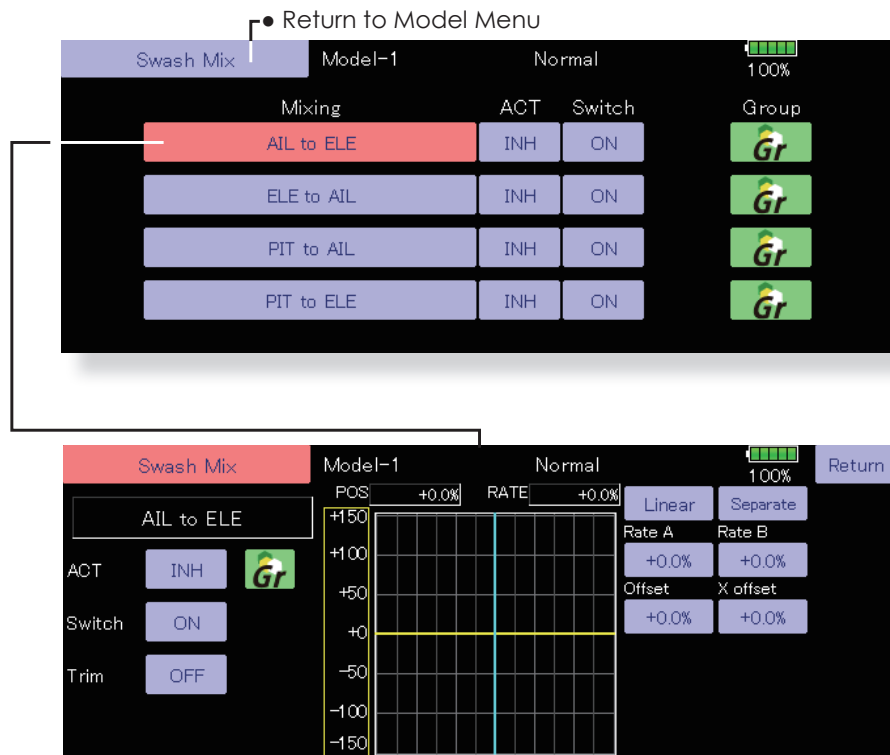 ● Return to Model Menu
Swash Mix Model-1 Normal 100%
Mixing ACT Switch Group
AIL to ELE INH ON Gr
ELE to AIL INH ON Gr
PIT to AIL INH ON Gr
PIT to ELE INH ON Gr
Swash Mix Model-1 Normal 100% Return
POS +0.0% RATE +0.0% Linear Separate
AIL to ELE
Rate A Rate B
ACT INH Gr +0.0% +0.0%
Offset X offset
Switch ON +0.0% +0.0%
Trim OFF
+150
+100
+50
+0
-50
-100
-150